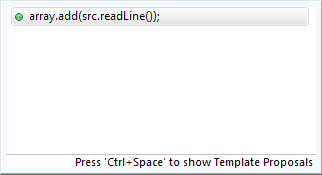 array.add(src.readLine());
Press 'Ctrl+Space' to show Template Proposals